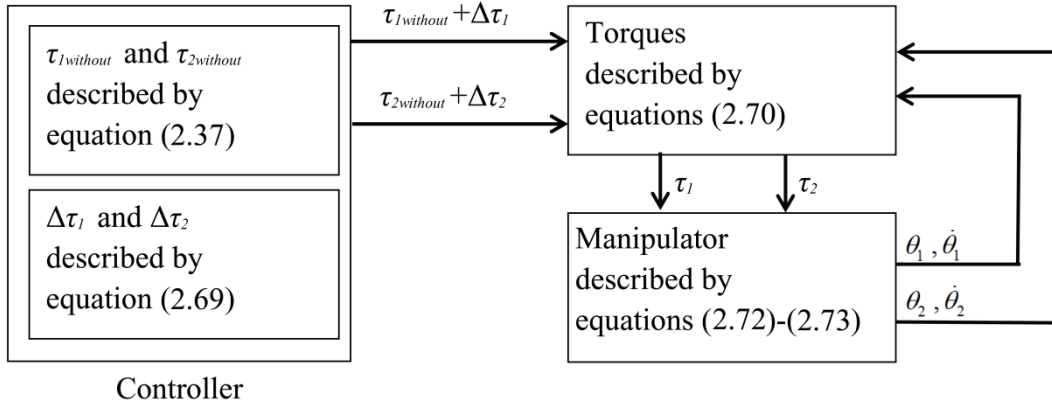 τ1without and τ2without
described by
equation (2.37)
Δτ1 and Δτ2
described by
equation (2.69)
Controller
τ1without+Δτ1
τ2without+Δτ2
Torques
described by
equations (2.70)
τ1
τ2
Manipulator
described by
equations (2.72)-(2.73)
θ1 , θ̇1
θ2 , θ̇2